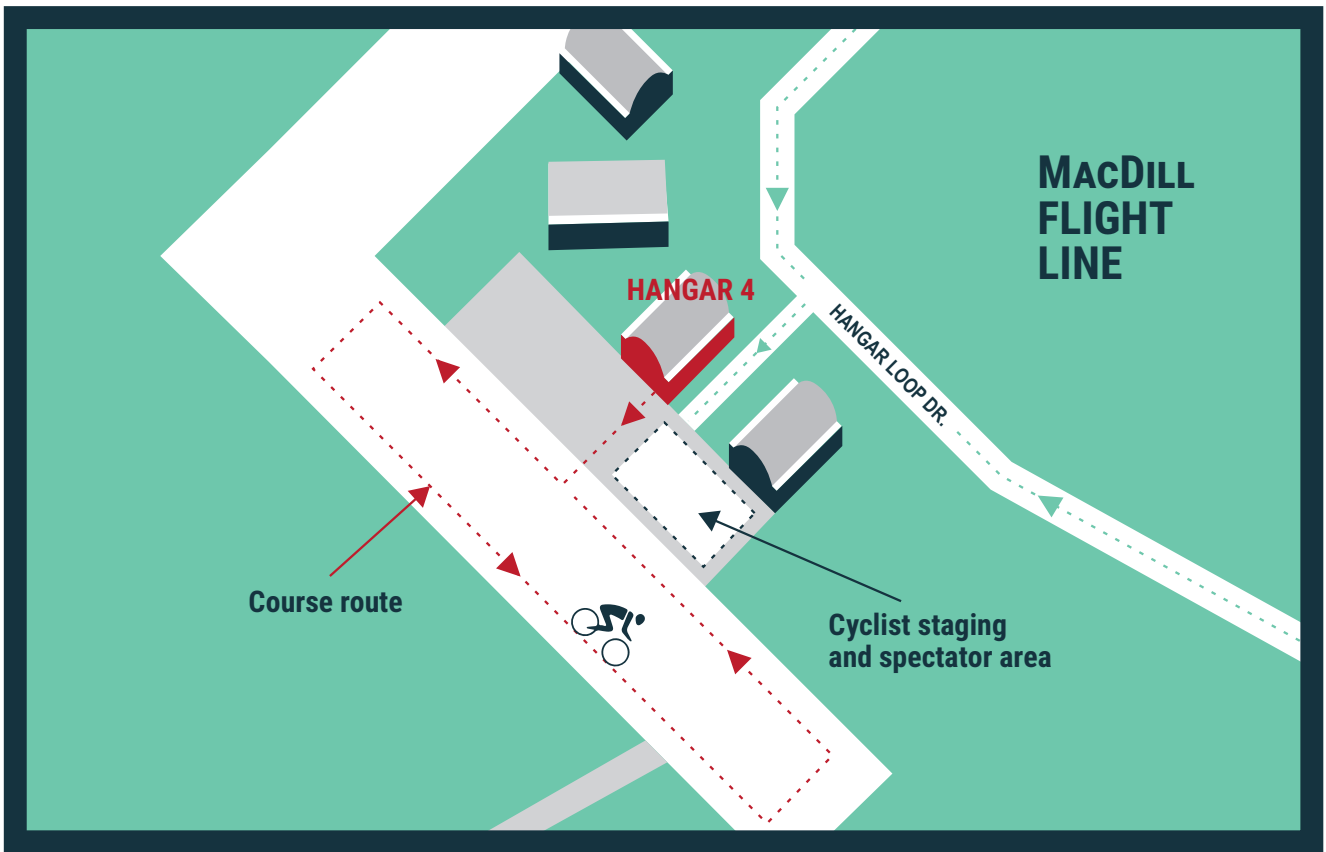 MACDILL
FLIGHT
LINE
HANGAR 4
HANGAR LOOP DR.
Course route
Cyclist staging
and spectator area